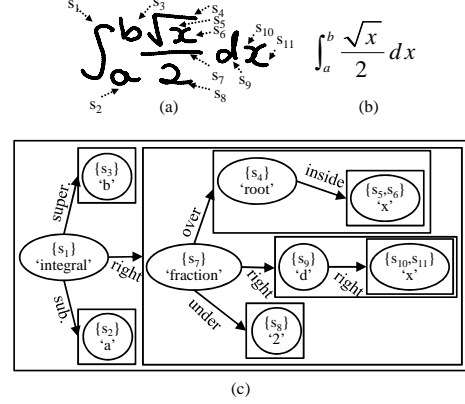 s₁ s₃ s₄ s₅ s₆ s₁₀ s₁₁
∫ₐᵇ √x/2 dx
s₂ s₇ s₈ s₉
(a)
∫ₐᵇ √x/2 dx
(b)
{s₃}
'b'
super.
{s₁}
'integral'
right
sub.
{s₂}
'a'
{s₄}
'root'
inside
{s₅,s₆}
'x'
over
{s₇}
'fraction'
right
{s₉}
'd'
right
{s₁₀,s₁₁}
'x'
under
{s₈}
'2'
(c)